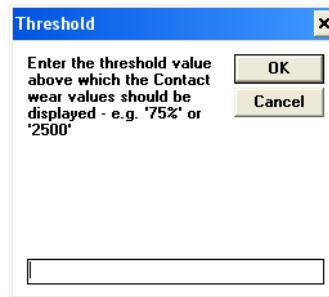 Threshold
Enter the threshold value
above which the Contact
wear values should be
displayed - e.g. '75%' or
'2500'
OK
Cancel